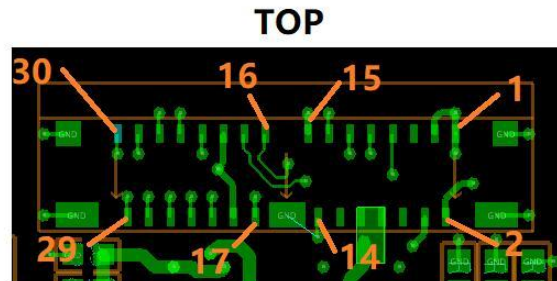 TOP
30 16 15 1
GND GND
GND GND GND
29 17 14 2
GND GND GND